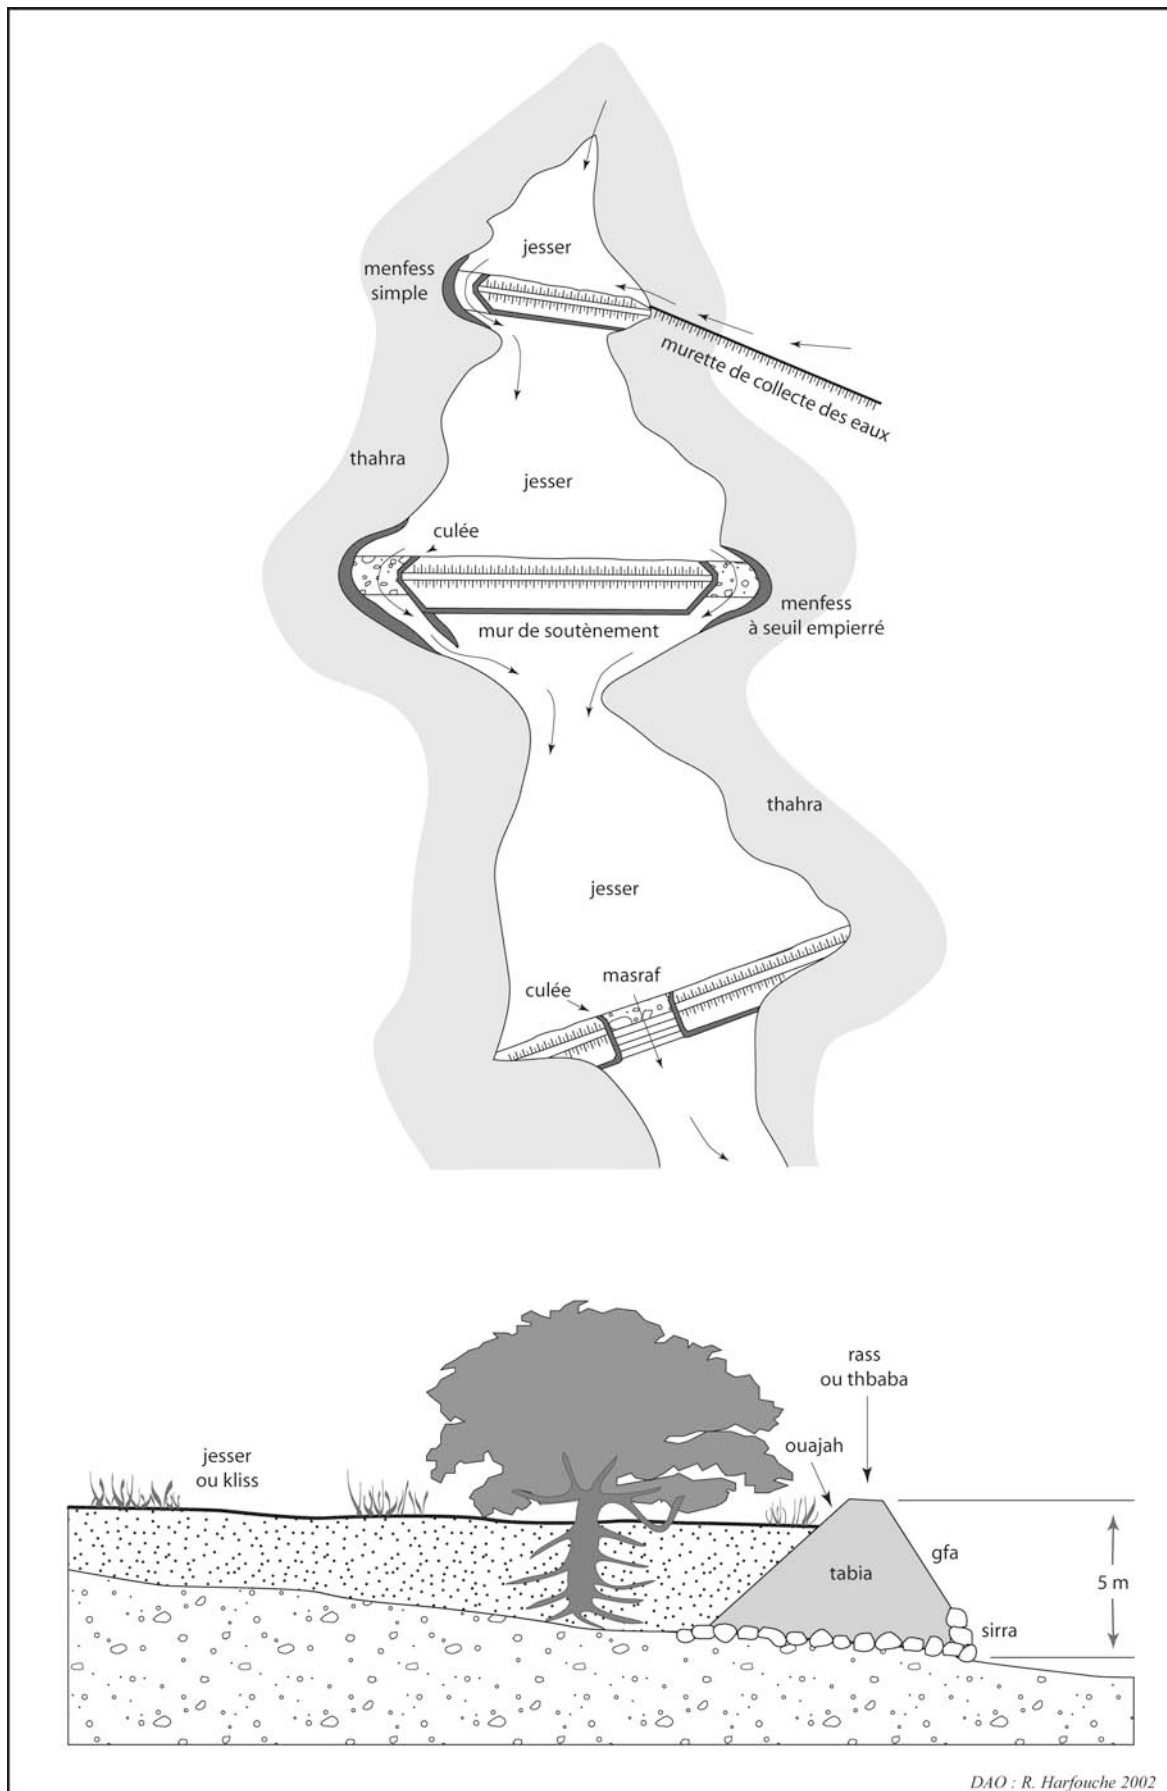 jesser
menfess
simple
murette de collecte des eaux
thahra
jesser
culée
menfess
à seuil empierré
mur de soutènement
thahra
jesser
masraf
culée
rass
ou thbaba
ouajah
jesser
ou kliss
gfa
tabia
5 m
sirra
DAO : R. Harfouche 2002